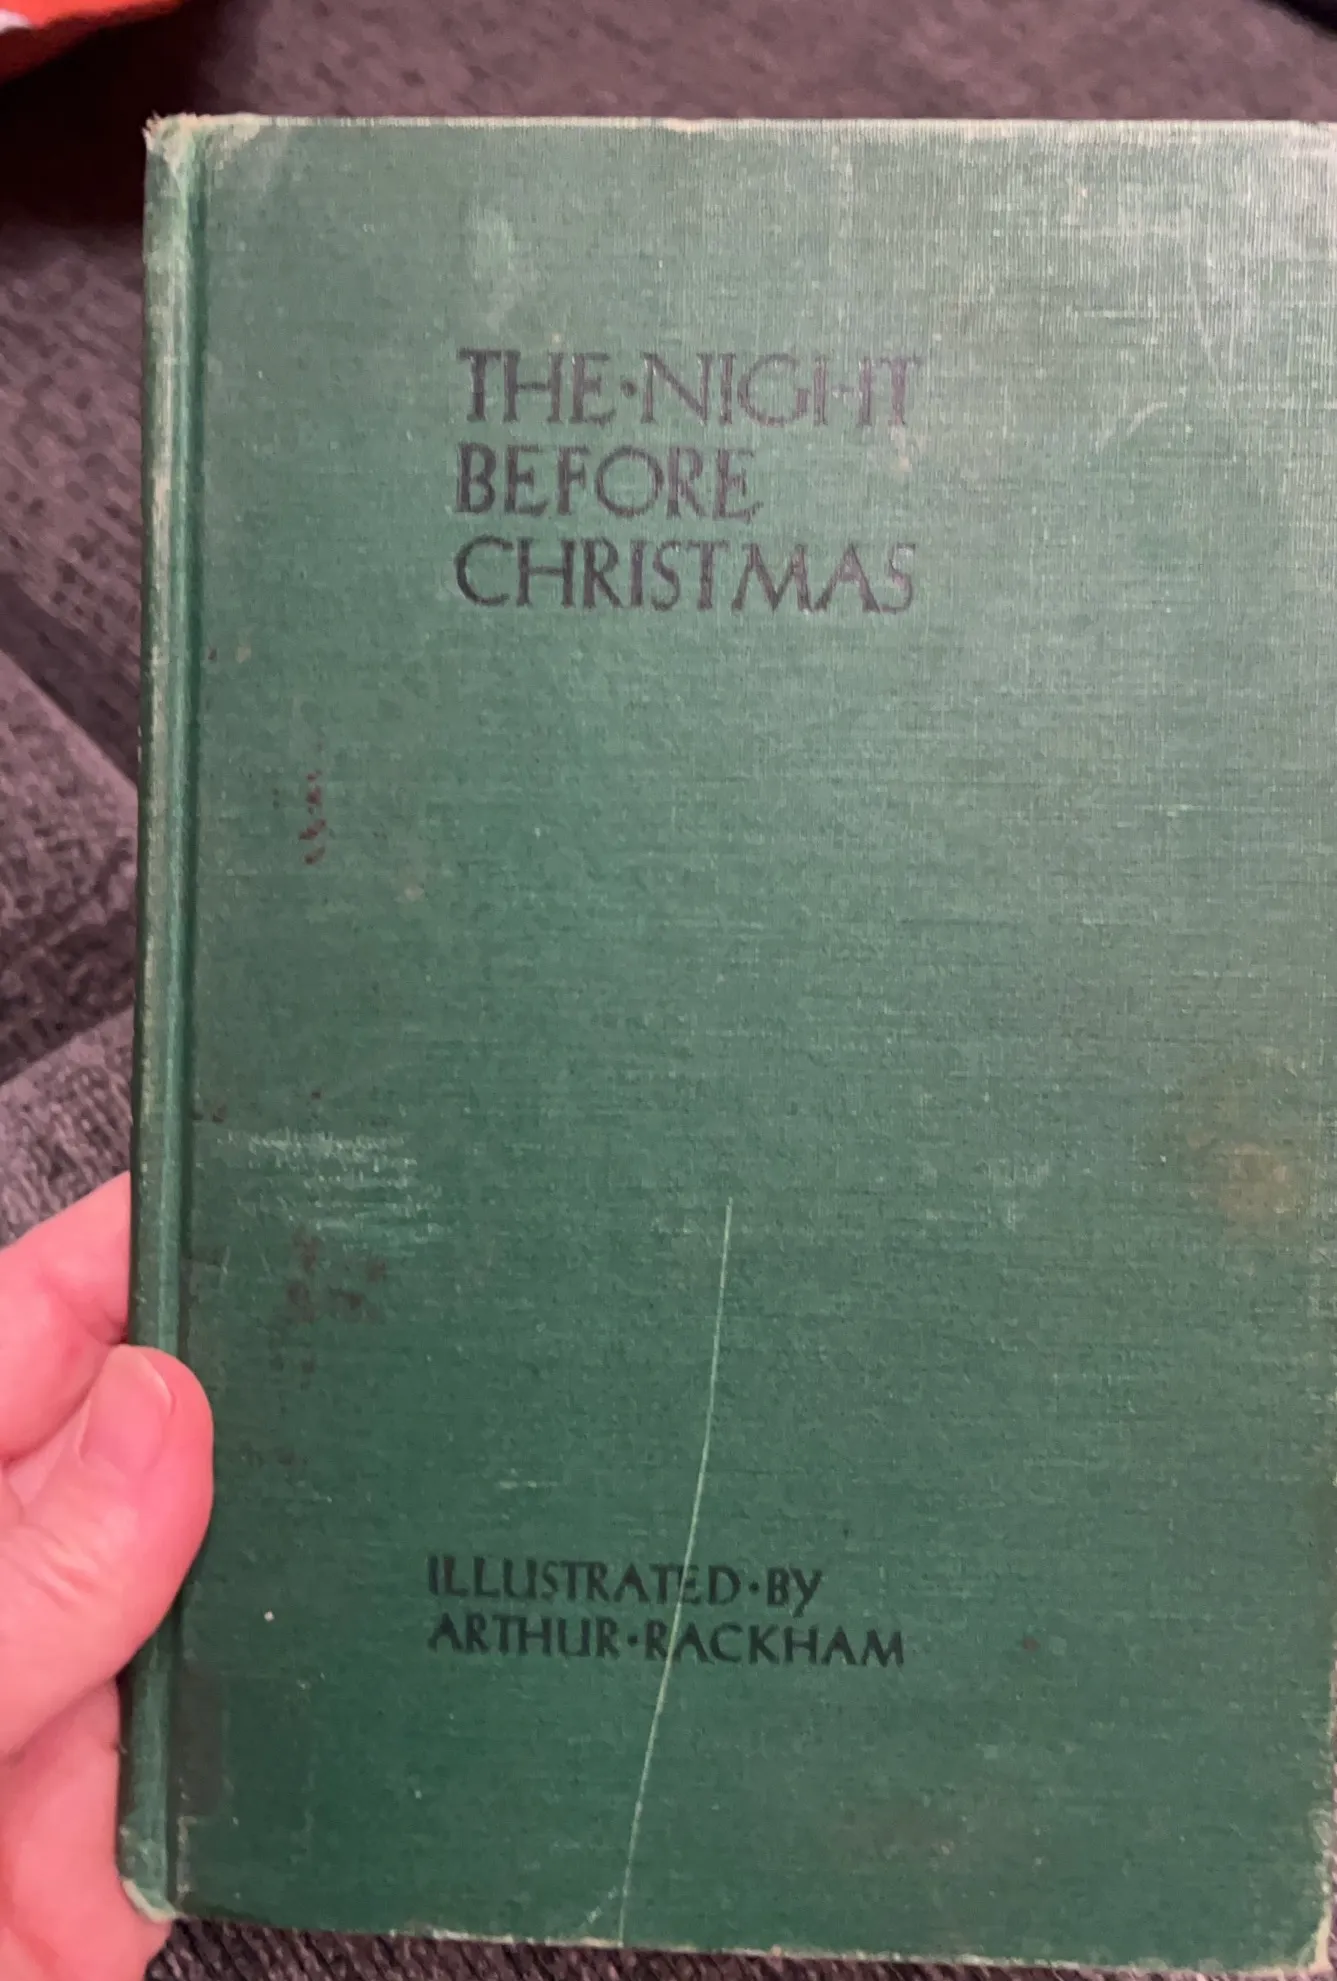 THE·NIGHT
BEFORE
CHRISTMAS
ILLUSTRATED·BY
ARTHUR·RACKHAM